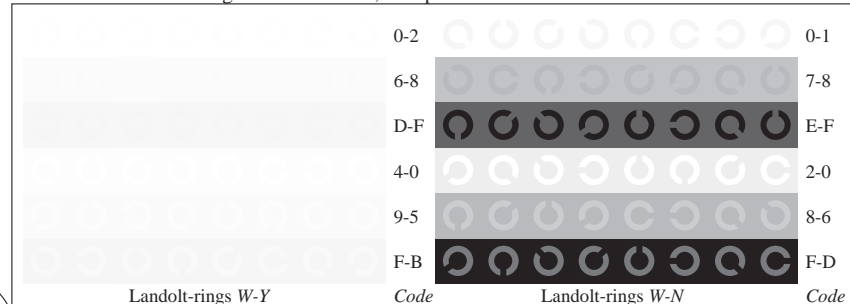 0-2 0-1
6-8 7-8
D-F E-F
4-0 2-0
9-5 8-6
F-B F-D
Landolt-rings W-Y Code Landolt-rings W-N Code